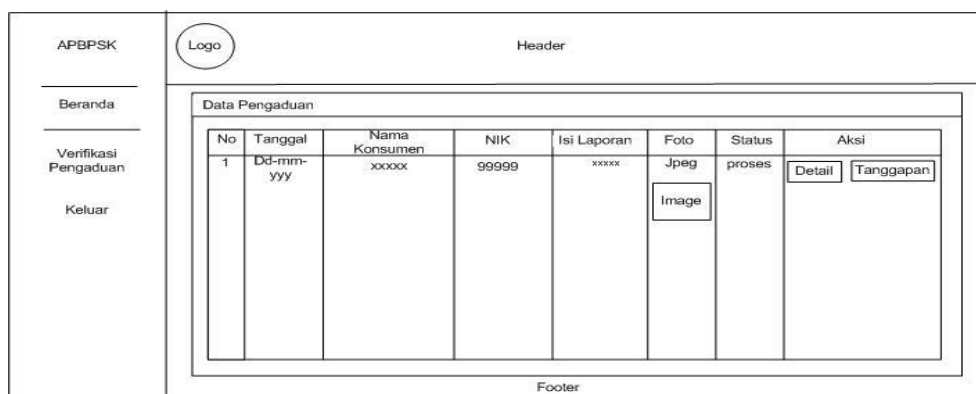 APBPSK
Beranda
Verifikasi
Pengaduan
Keluar
Logo
Header
Data Pengaduan
No Tanggal Nama Konsumen NIK Isi Laporan Foto Status Aksi
1 Dd-mm-yyy xxxxx 99999 xxxxx Jpeg proses Detail Tanggapan
Image
Footer